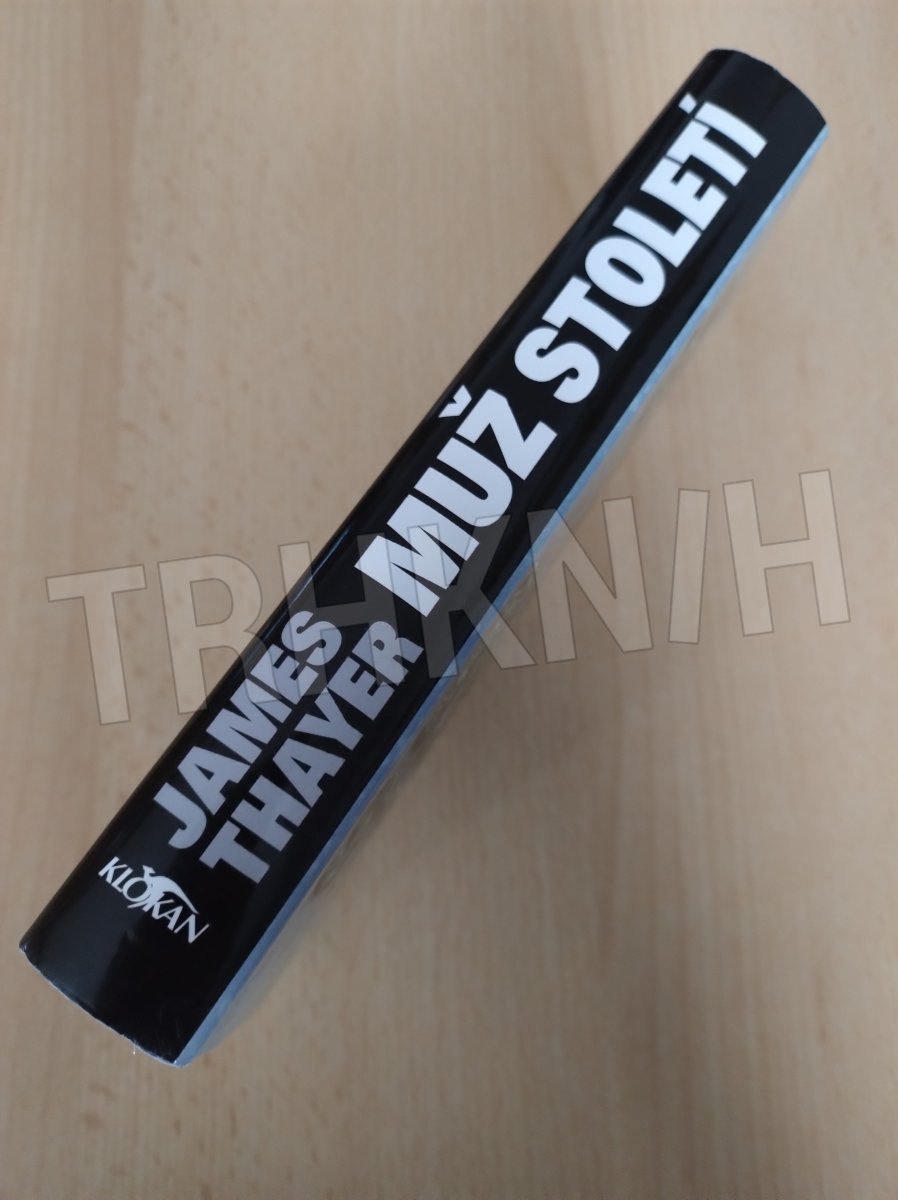 JAMES
THAYER
MUŽ STOLETÍ
KLOKAN
TRHKNIH